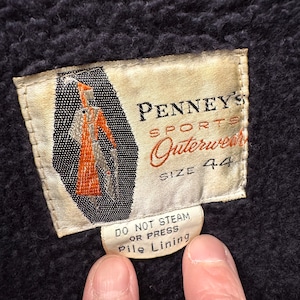 PENNEY'S
SPORTS
Outerwear
SIZE 44
DO NOT STEAM
OR PRESS
Pile Lining